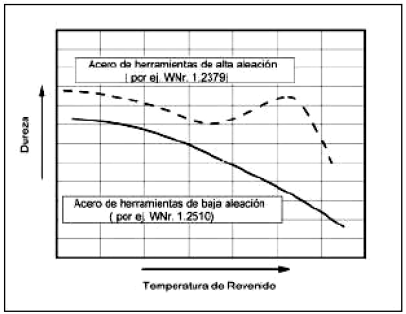 Acero de herramientas de alta aleación
( por ej. WNr. 1.2379)
Dureza
Acero de herramientas de baja aleación
( por ej. WNr. 1.2510)
Temperatura de Revenido